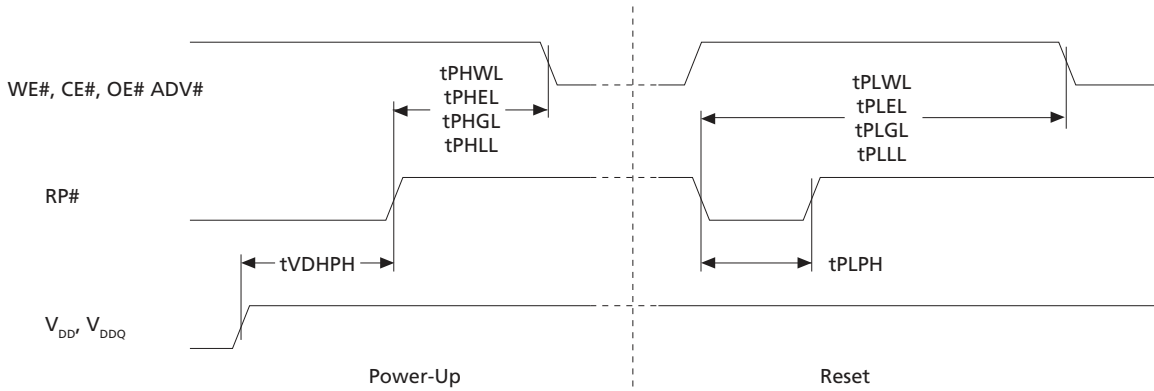 WE#, CE#, OE# ADV#
tPHWL
tPHEL
tPHGL
tPHLL
tPLWL
tPLEL
tPLGL
tPLLL
RP#
tVDHPH
tPLPH
VDD, VDDQ
Power-Up
Reset